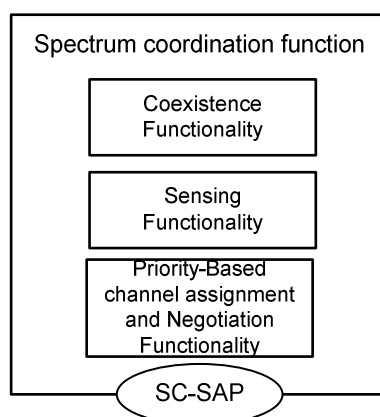 Spectrum coordination function
Coexistence
Functionality
Sensing
Functionality
Priority-Based
channel assignment
and Negotiation
Functionality
SC-SAP